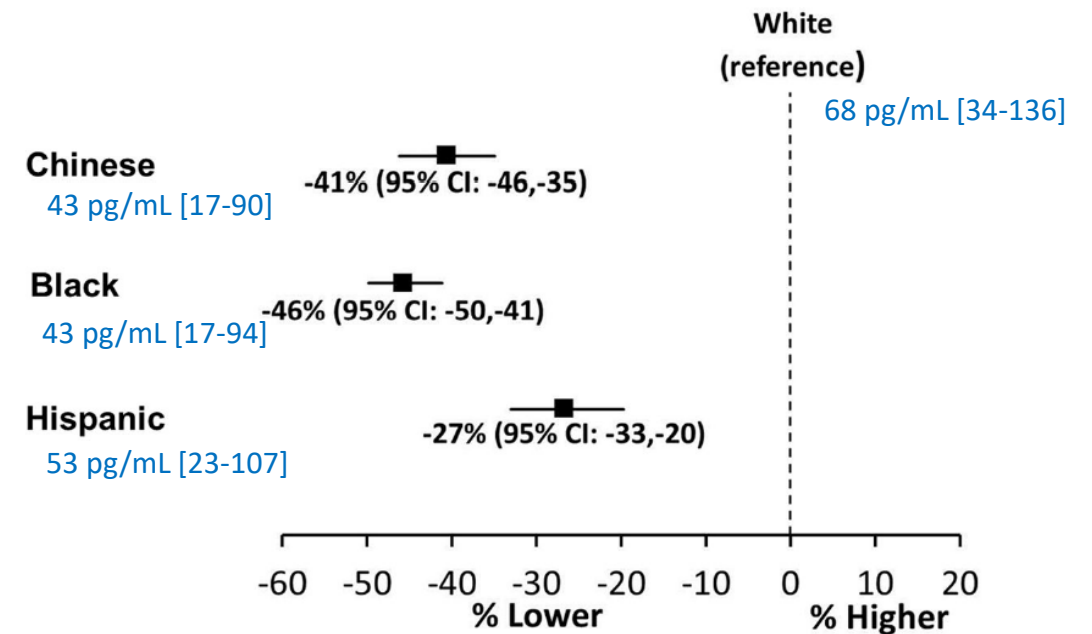 White
(reference)
68 pg/mL [34-136]
Chinese
-41% (95% CI: -46,-35)
43 pg/mL [17-90]
Black
-46% (95% CI: -50,-41)
43 pg/mL [17-94]
Hispanic
-27% (95% CI: -33,-20)
53 pg/mL [23-107]
-60 -50 -40 -30 -20 -10 0 10 20
% Lower % Higher